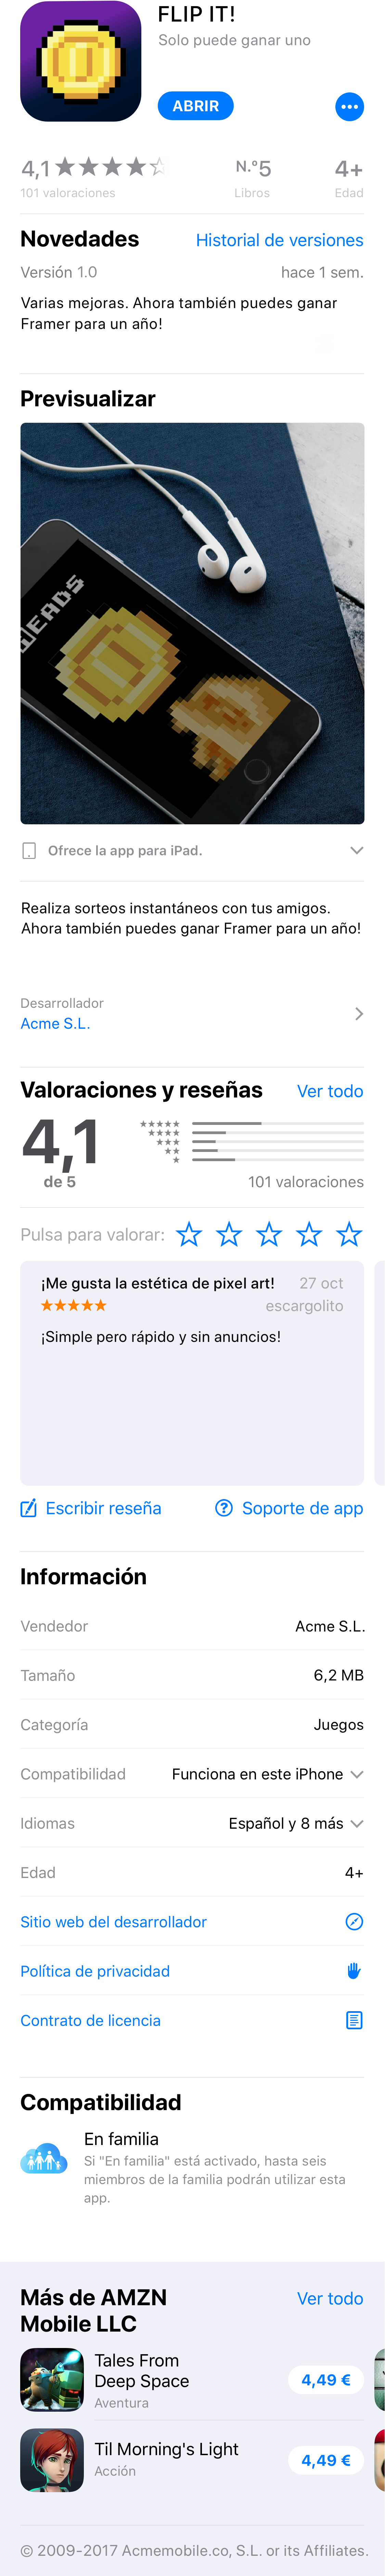 FLIP IT!
Solo puede ganar uno
ABRIR
4,1
N.º5
4+
101 valoraciones
Libros
Edad
Novedades
Historial de versiones
Versión 1.0
hace 1 sem.
Varias mejoras. Ahora también puedes ganar
Framer para un año!
Previsualizar
Ofrece la app para iPad.
Realiza sorteos instantáneos con tus amigos.
Ahora también puedes ganar Framer para un año!
Desarrollador
Acme S.L.
Valoraciones y reseñas
Ver todo
4,1
de 5
101 valoraciones
Pulsa para valorar:
¡Me gusta la estética de pixel art!
27 oct
escargolito
¡Simple pero rápido y sin anuncios!
Escribir reseña
Soporte de app
Información
Vendedor
Acme S.L.
Tamaño
6,2 MB
Categoría
Juegos
Compatibilidad
Funciona en este iPhone
Idiomas
Español y 8 más
Edad
4+
Sitio web del desarrollador
Política de privacidad
Contrato de licencia
Compatibilidad
En familia
Si "En familia" está activado, hasta seis
miembros de la familia podrán utilizar esta
app.
Más de AMZN
Mobile LLC
Ver todo
Tales From
Deep Space
Aventura
4,49 €
Til Morning's Light
Acción
4,49 €
© 2009-2017 Acmemobile.co, S.L. or its Affiliates.